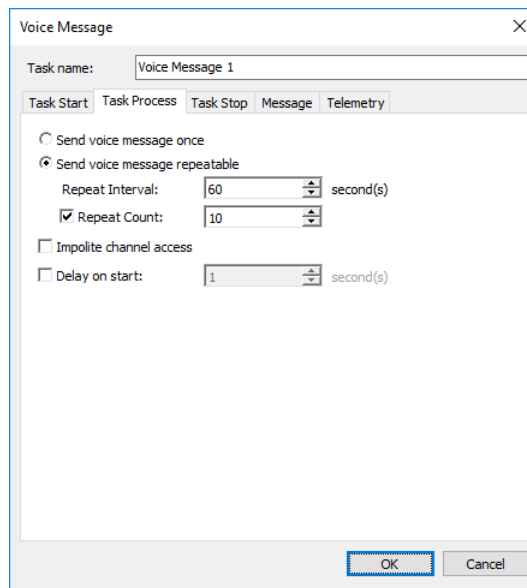 Voice Message
Task name: Voice Message 1
Task Start Task Process Task Stop Message Telemetry
Send voice message once
Send voice message repeatable
Repeat Interval: 60 second(s)
Repeat Count: 10
Impolite channel access
Delay on start: 1 second(s)
OK Cancel